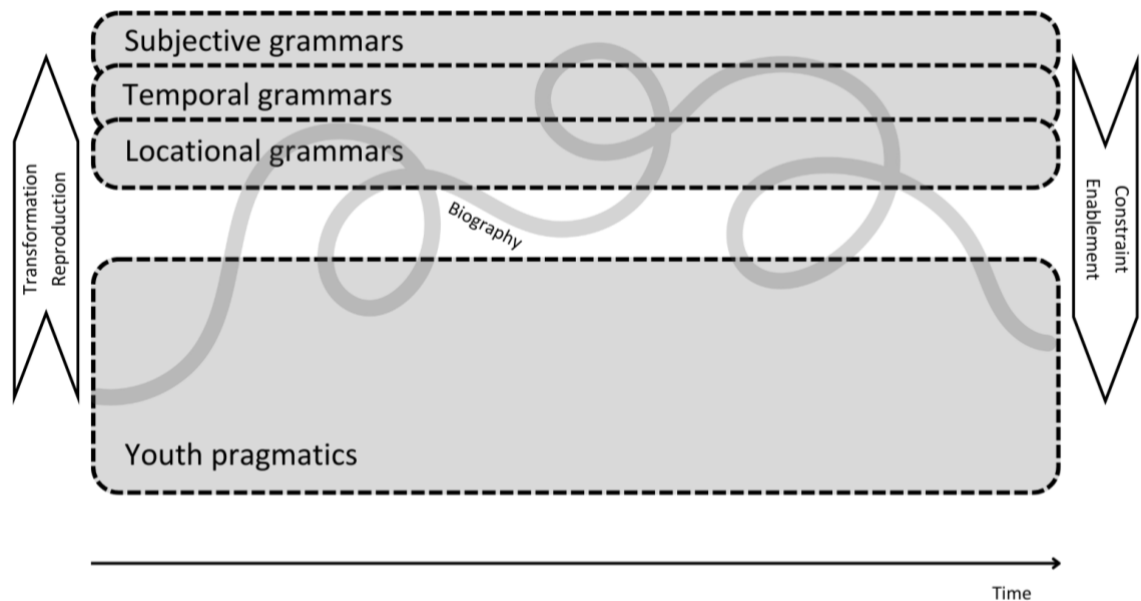 Subjective grammars
Temporal grammars
Locational grammars
Transformation
Reproduction
Biography
Constraint
Enablement
Youth pragmatics
Time